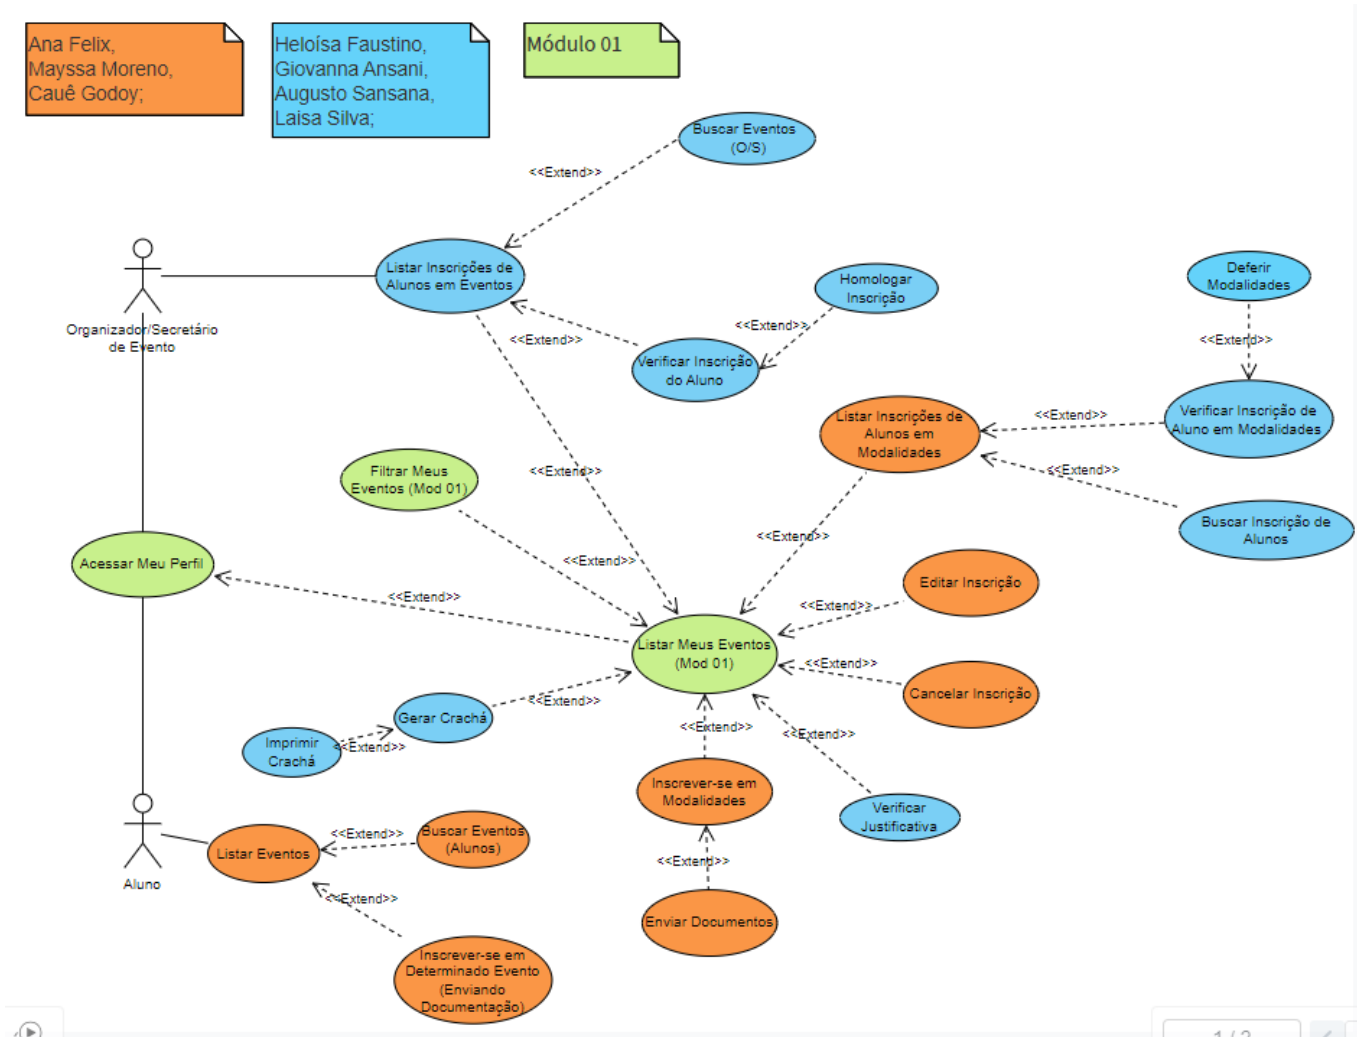 Ana Felix,
Mayssa Moreno,
Cauê Godoy;
Heloísa Faustino,
Giovanna Ansani,
Augusto Sansana,
Laisa Silva;
Módulo 01
Buscar Eventos
(O/S)
<<Extend>>
Listar Inscrições de
Alunos em Eventos
Organizador/Secretário
de Evento
Homologar
Inscrição
<<Extend>>
<<Extend>>
Verificar Inscrição
do Aluno
Deferir
Modalidades
<<Extend>>
Listar Inscrições de
Alunos em
Modalidades
<<Extend>>
Verificar Inscrição de
Aluno em Modalidades
<<Extend>>
Buscar Inscrição de
Alunos
Filtrar Meus
Eventos (Mod 01)
<<Extend>>
<<Extend>>
<<Extend>>
Acessar Meu Perfil
<<Extend>>
Editar Inscrição
<<Extend>>
Listar Meus Eventos
(Mod 01)
<<Extend>>
Cancelar Inscrição
Gerar Crachá
<<Extend>>
Imprimir
Crachá
<<Extend>>
<<Extend>>
<<Extend>>
Inscrever-se em
Modalidades
Verificar
Justificativa
<<Extend>>
Enviar Documentos
Aluno
Listar Eventos
<<Extend>>
Buscar Eventos
(Alunos)
<<Extend>>
Inscrever-se em
Determinado Evento
(Enviando
Documentação)